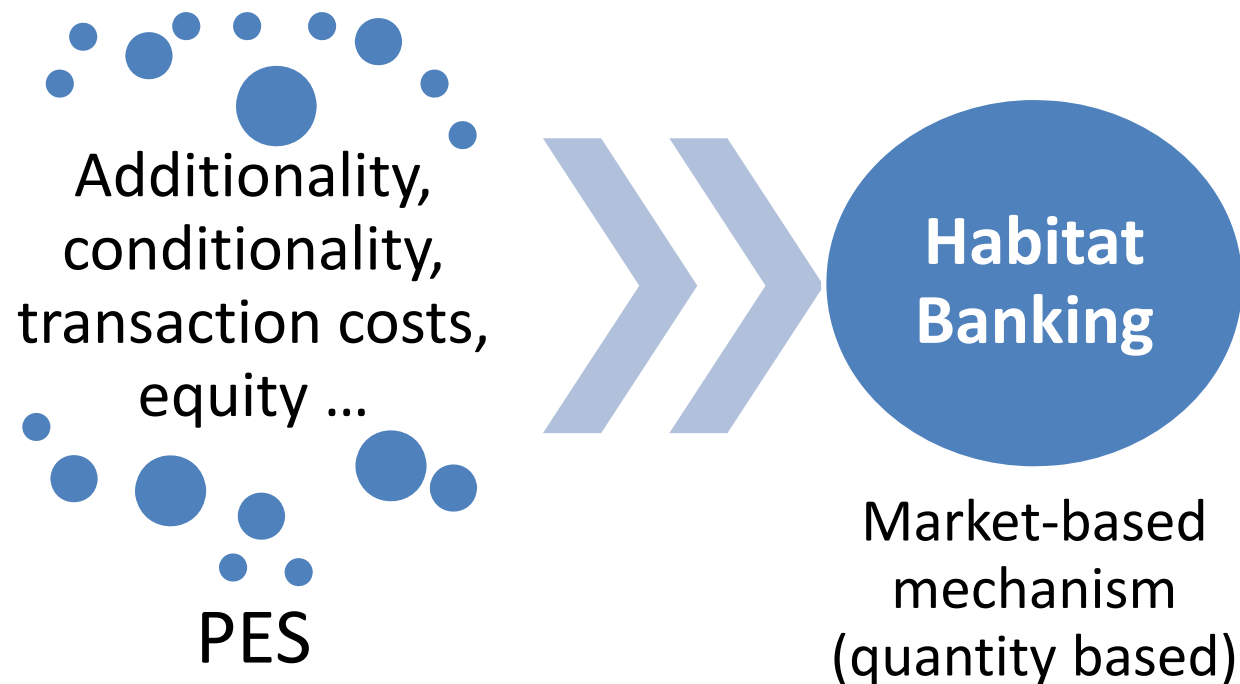 Additionality,
conditionality,
transaction costs,
equity ...
PES
Habitat
Banking
Market-based
mechanism
(quantity based)